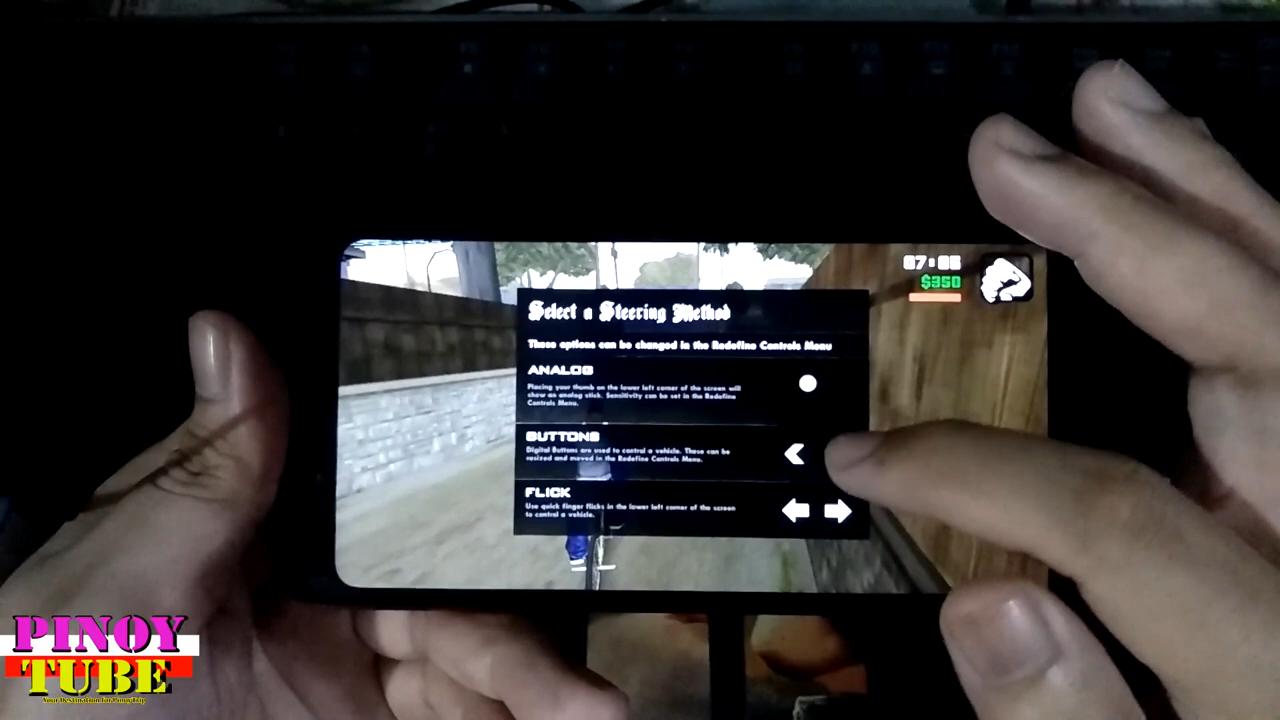 07:05
$350
Select a Steering Method
These options can be changed in the Redefine Controls Menu
ANALOG
Placing your thumb on the lower left corner of the screen will
show an analog stick. Sensitivity can be set in the Redefine
Controls Menu.
BUTTONS
Digital Buttons are used to control a vehicle. These can be
resized and moved in the Redefine Controls Menu.
FLICK
Use quick finger flicks in the lower left corner of the screen
to control a vehicle.
PINOY
TUBE